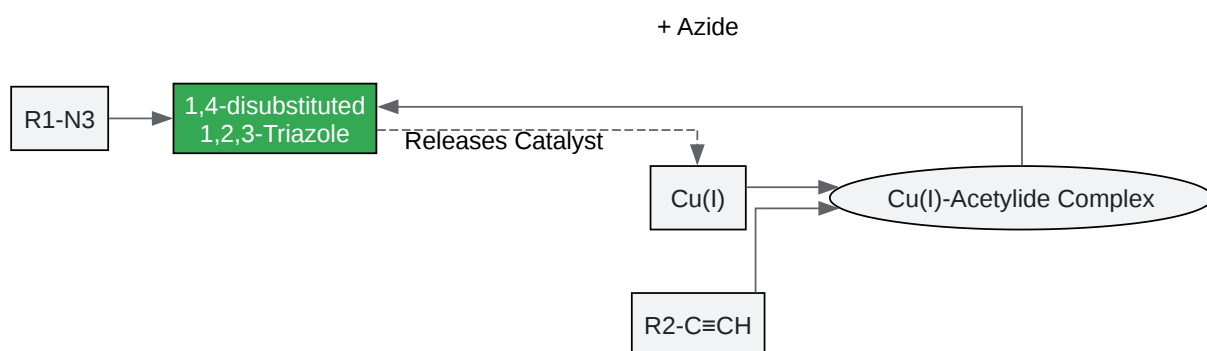 + Azide
R1-N3
1,4-disubstituted
1,2,3-Triazole
Releases Catalyst
Cu(I)
Cu(I)-Acetylide Complex
R2-C≡CH